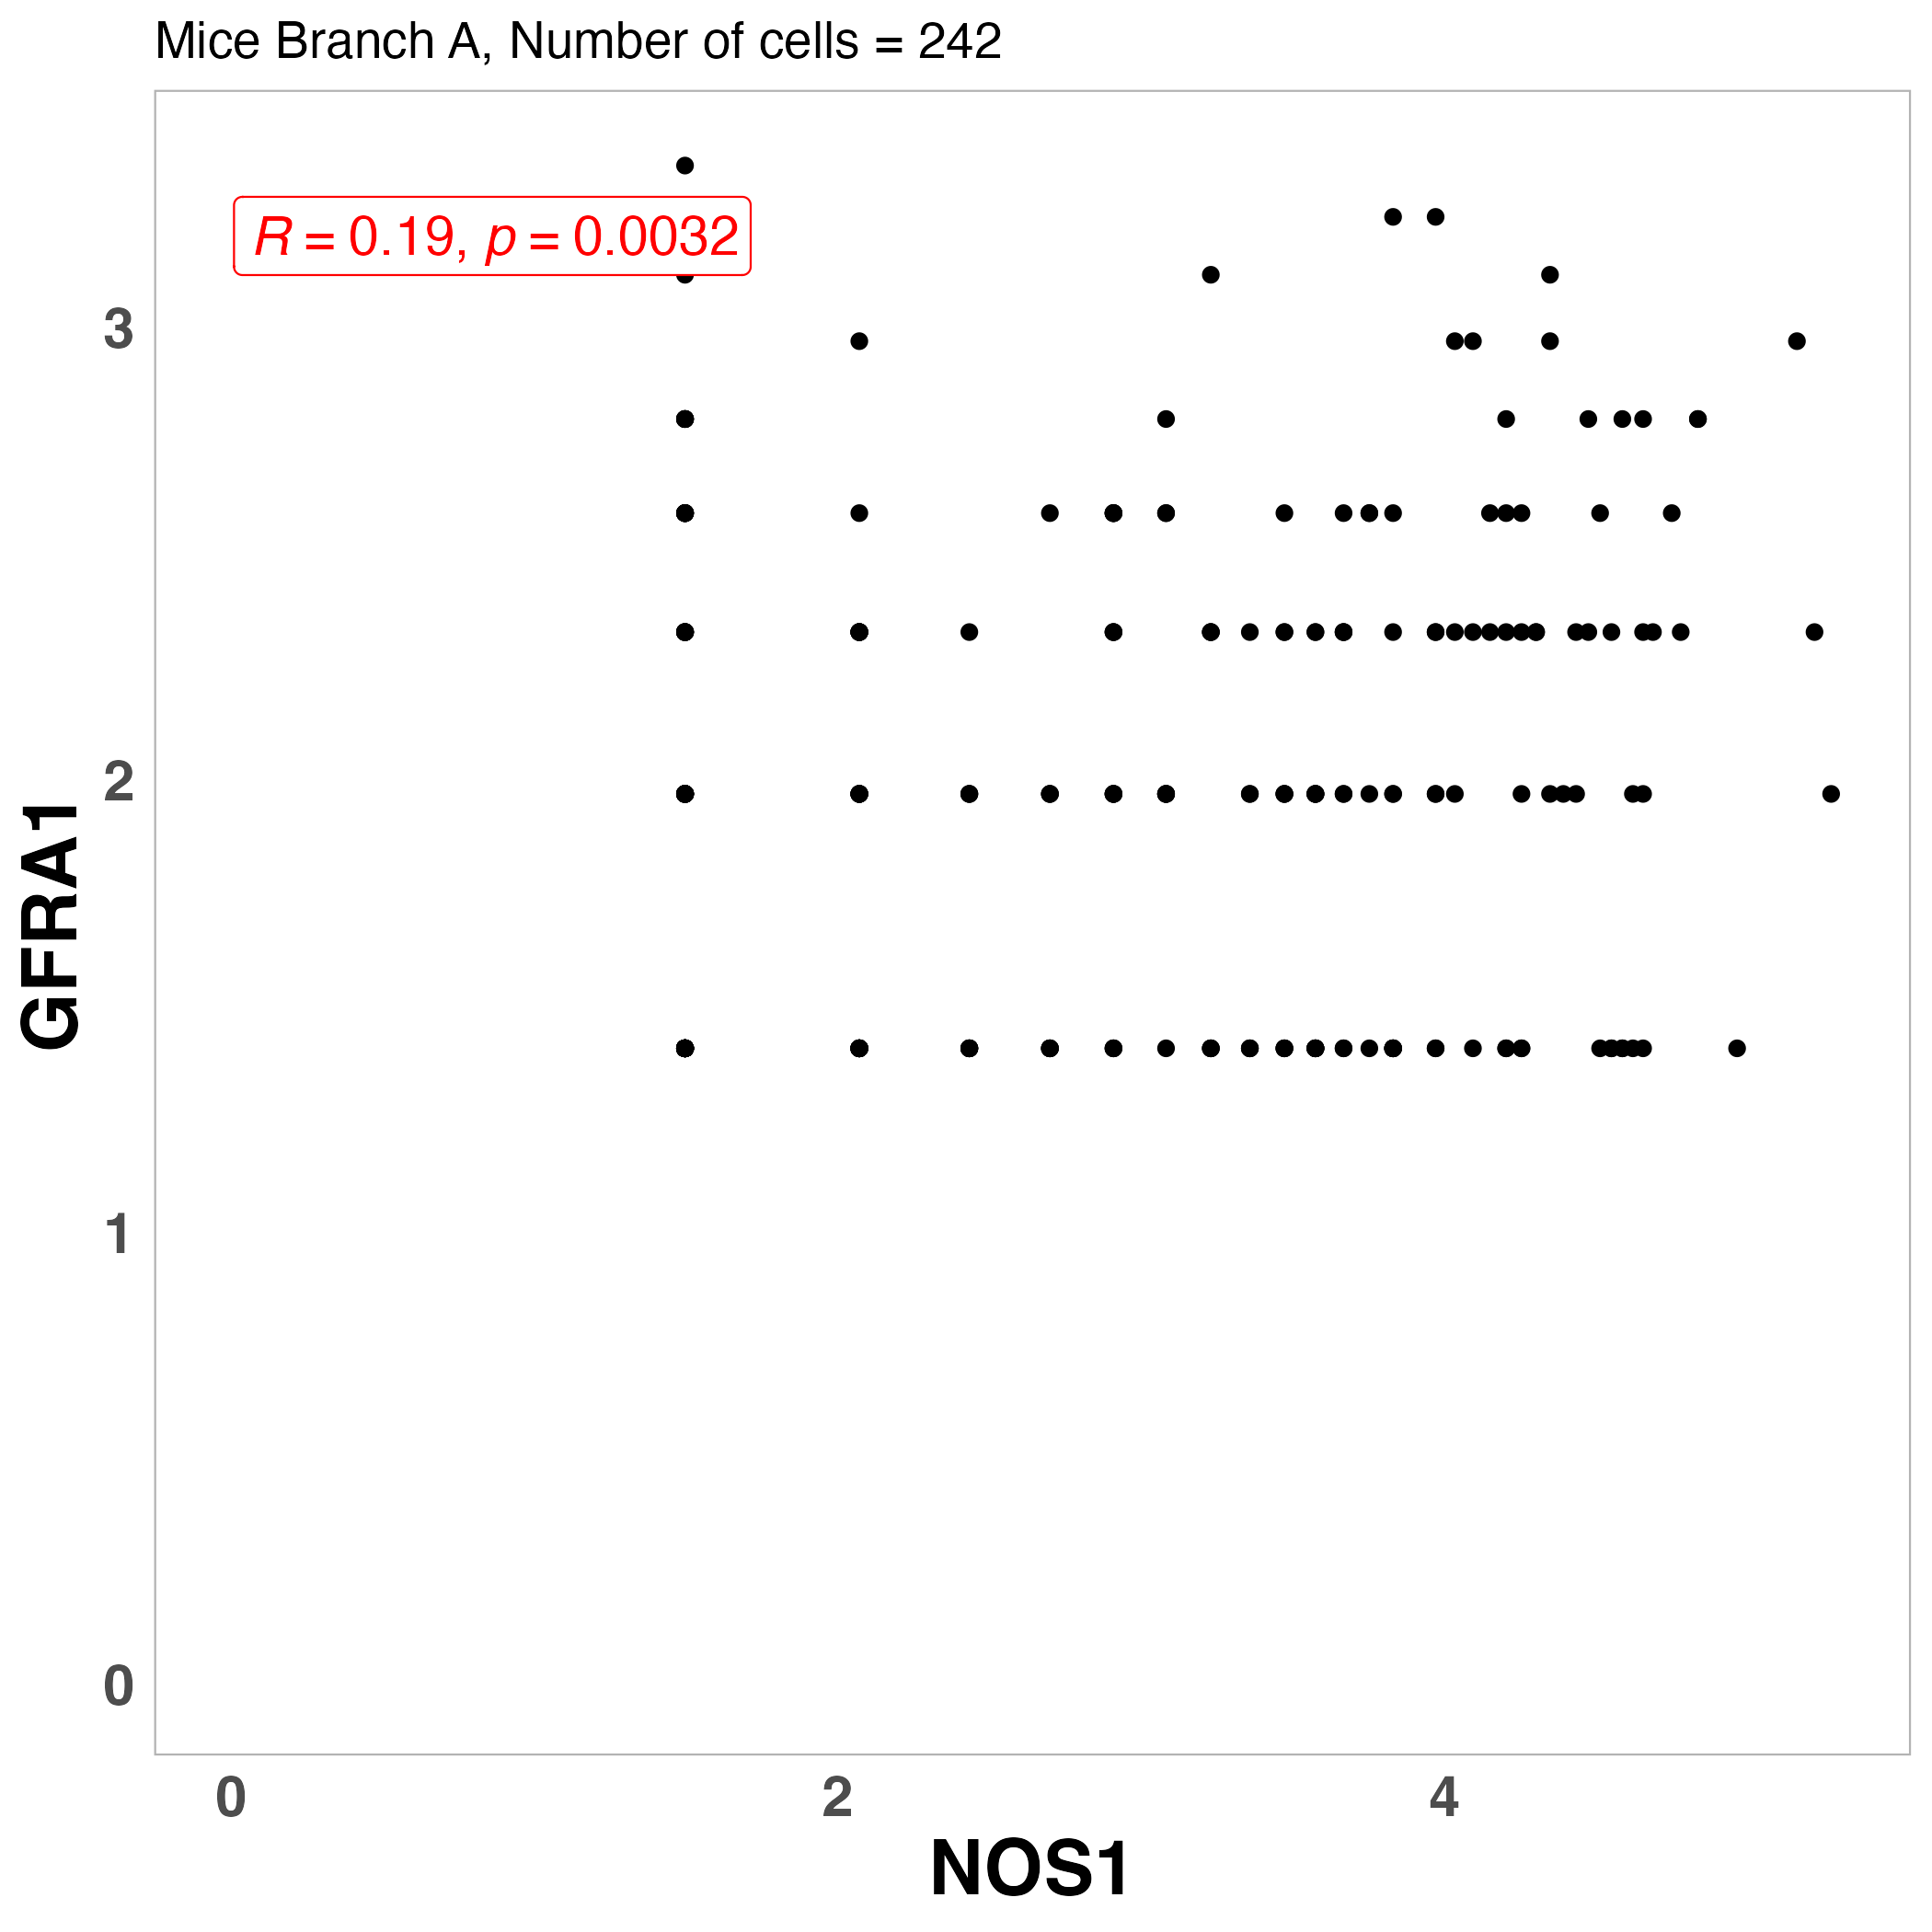 Mice Branch A, Number of cells = 242
R = 0.19, p = 0.0032
3
2
1
0
GFRA1
0 2 4
NOS1